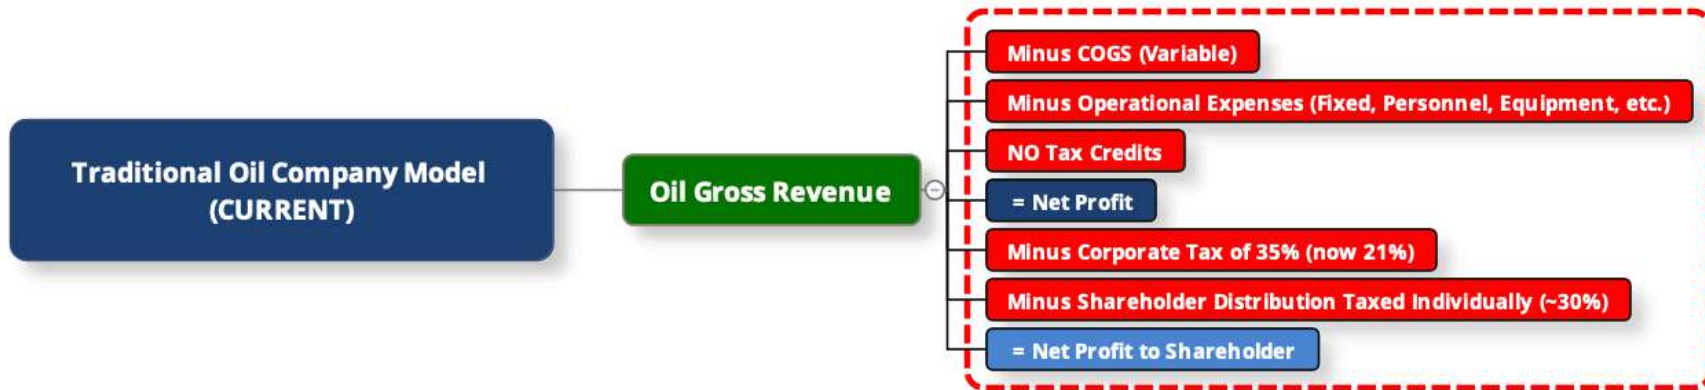 Traditional Oil Company Model
(CURRENT)
Oil Gross Revenue
Minus COGS (Variable)
Minus Operational Expenses (Fixed, Personnel, Equipment, etc.)
NO Tax Credits
= Net Profit
Minus Corporate Tax of 35% (now 21%)
Minus Shareholder Distribution Taxed Individually (~30%)
= Net Profit to Shareholder